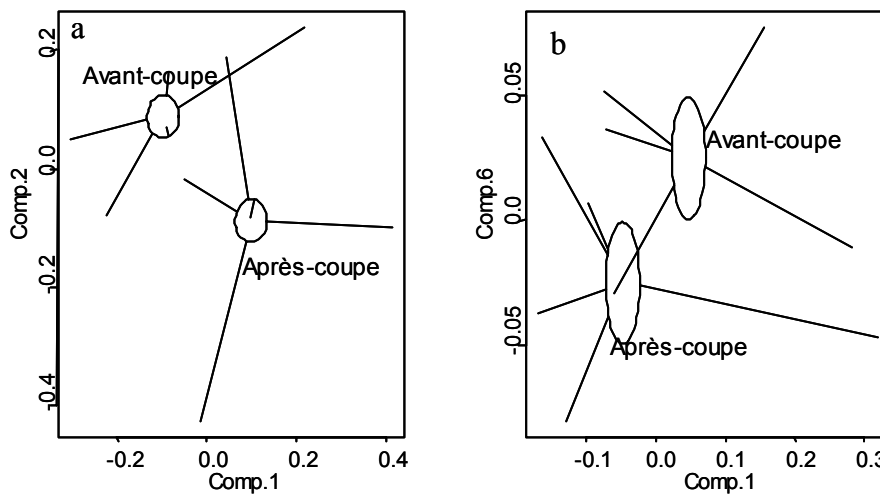 a
Avant-coupe
Après-coupe
Comp.2
0.2
0.0
-0.2
-0.4
-0.2 0.0 0.2 0.4
Comp.1
b
Avant-coupe
Après-coupe
Comp.6
0.05
0.0
-0.05
-0.1 0.0 0.1 0.2 0.3
Comp.1